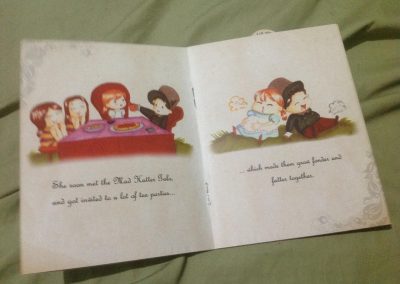 She soon met the Mad Hatter Gals,
and got invited to a lot of tea parties...
... which made them grow fonder and
fatter together.